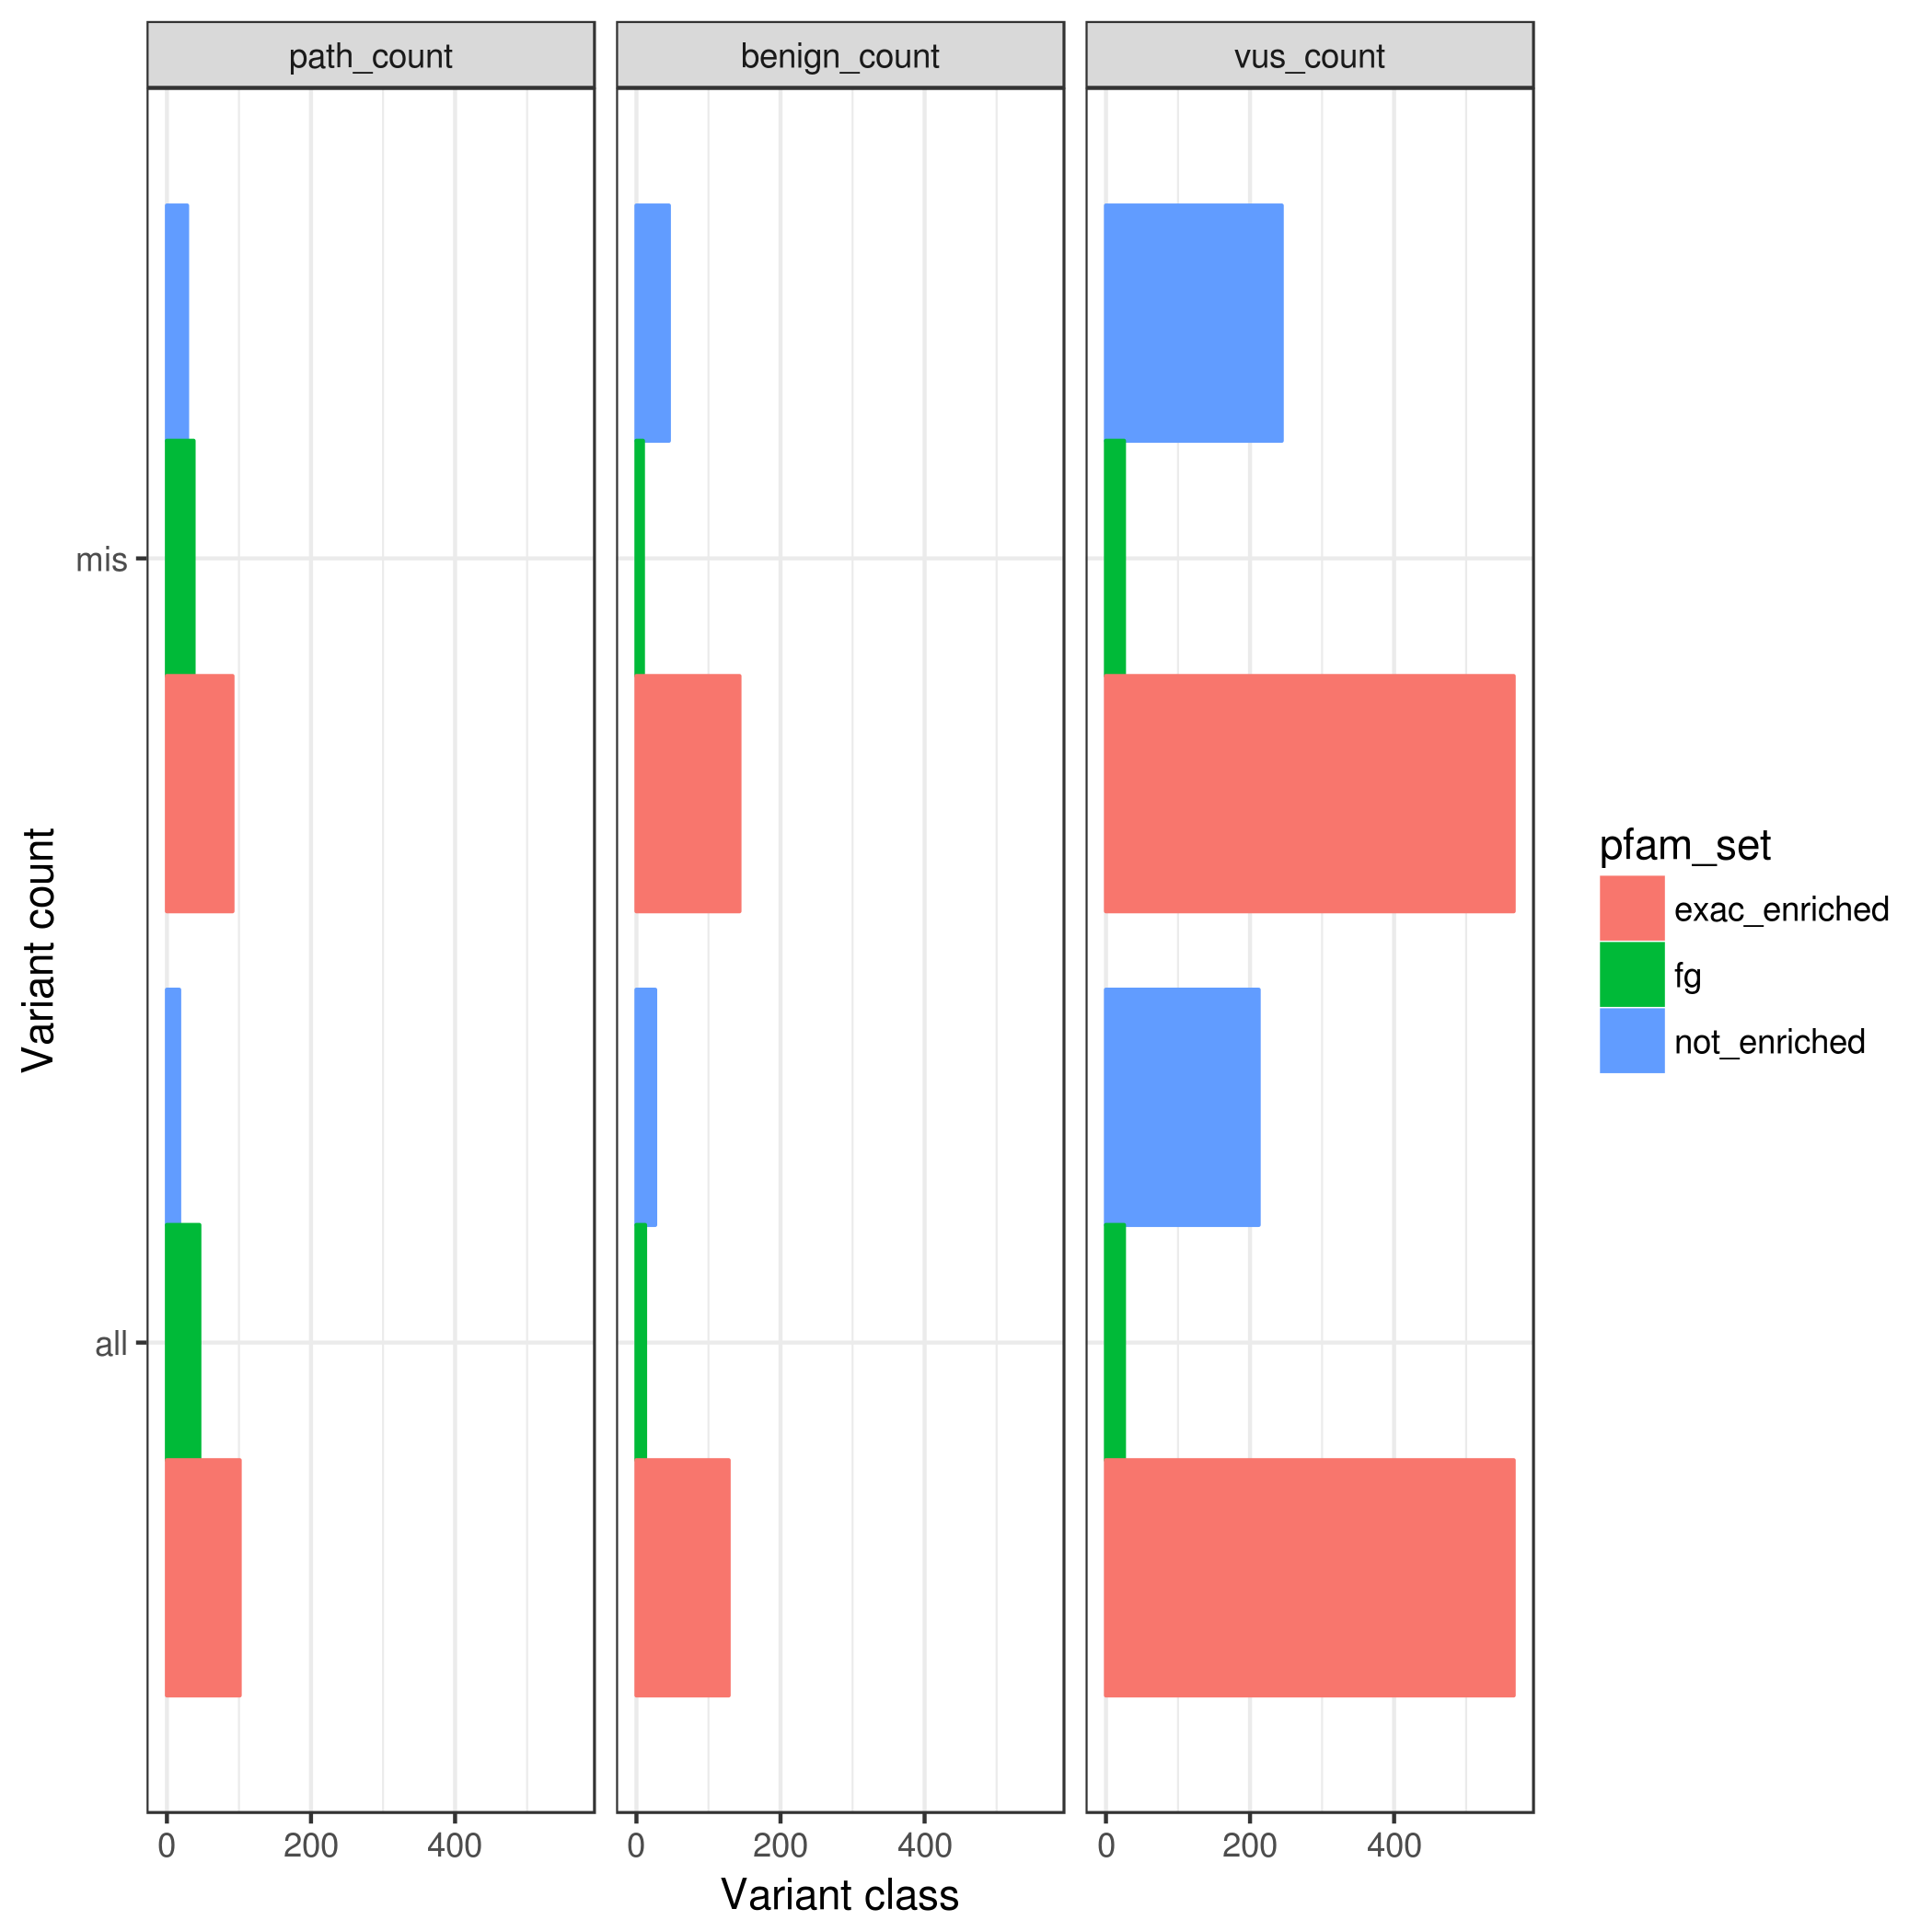 path_count
benign_count
vus_count
Variant count
mis
all
0 200 400
0 200 400
0 200 400
Variant class
pfam_set
exac_enriched
fg
not_enriched